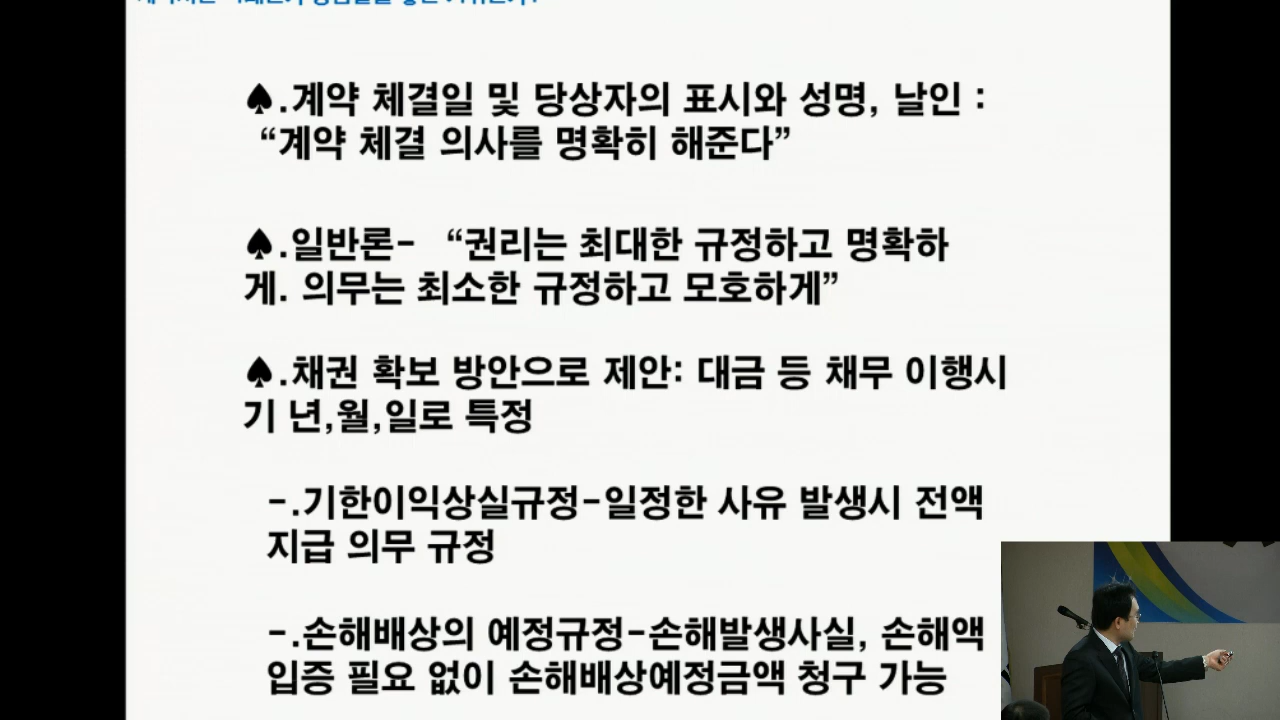 ♠.계약 체결일 및 당상자의 표시와 성명, 날인 :
“계약 체결 의사를 명확히 해준다”
♠.일반론- “권리는 최대한 규정하고 명확하
게. 의무는 최소한 규정하고 모호하게”
♠.채권 확보 방안으로 제안: 대금 등 채무 이행시
기 년,월,일로 특정
-.기한이익상실규정-일정한 사유 발생시 전액
지급 의무 규정
-.손해배상의 예정규정-손해발생사실, 손해액
입증 필요 없이 손해배상예정금액 청구 가능